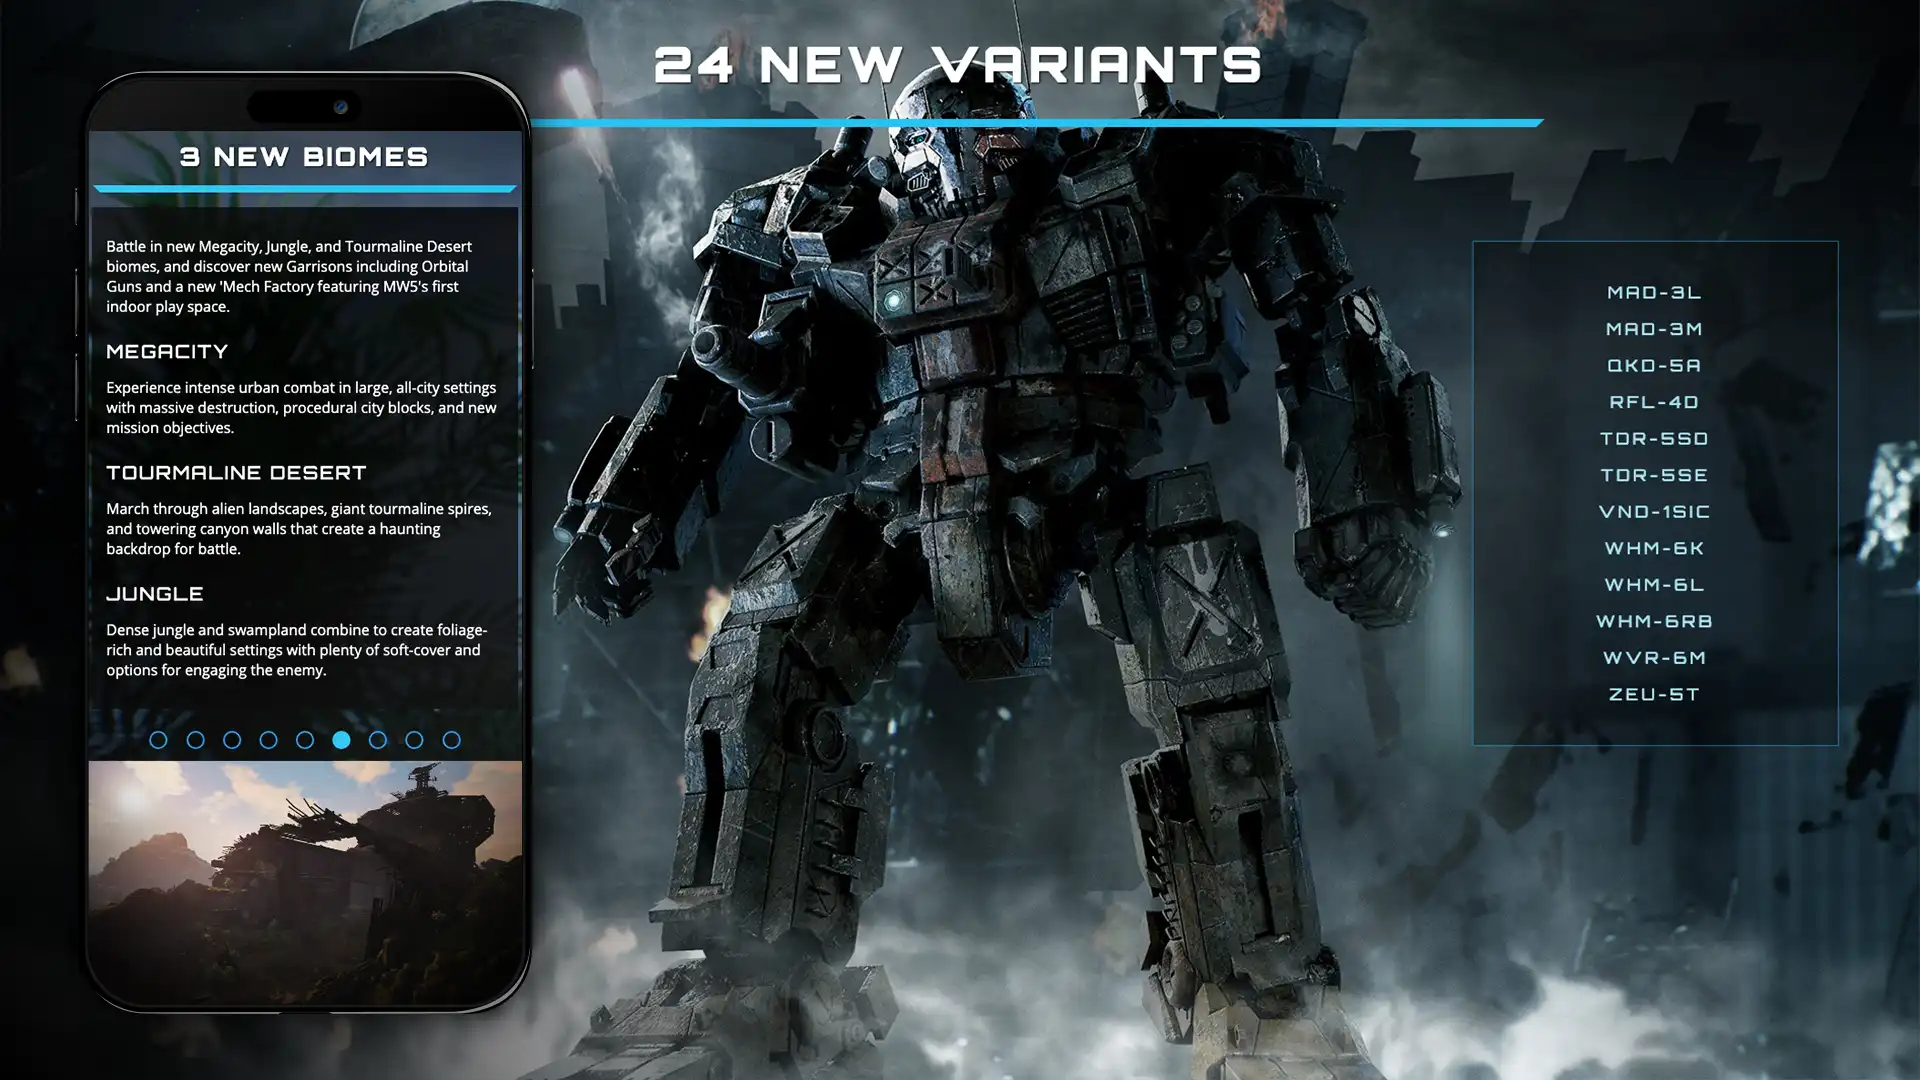 24 NEW VARIANTS
3 NEW BIOMES
Battle in new Megacity, Jungle, and Tourmaline Desert
biomes, and discover new Garrisons including Orbital
Guns and a new 'Mech Factory featuring MW5's first
indoor play space.
MEGACITY
Experience intense urban combat in large, all-city settings
with massive destruction, procedural city blocks, and new
mission objectives.
TOURMALINE DESERT
March through alien landscapes, giant tourmaline spires,
and towering canyon walls that create a haunting
backdrop for battle.
JUNGLE
Dense jungle and swampland combine to create foliage-
rich and beautiful settings with plenty of soft-cover and
options for engaging the enemy.
MAD-3L
MAD-3M
QKD-5A
RFL-4D
TDR-5SD
TDR-5SE
VND-1SIC
WHM-6K
WHM-6L
WHM-6RB
WVR-6M
ZEU-5T